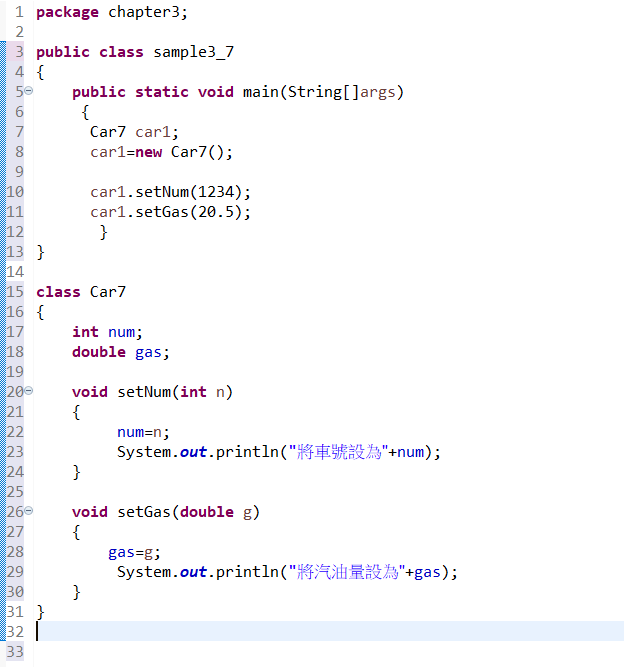 1 package chapter3;
2
3 public class sample3_7
4 {
5 public static void main(String[]args)
6 {
7 Car7 car1;
8 car1=new Car7();
9
10 car1.setNum(1234);
11 car1.setGas(20.5);
12 }
13 }
14
15 class Car7
16 {
17 int num;
18 double gas;
19
20 void setNum(int n)
21 {
22 num=n;
23 System.out.println("將車號設為"+num);
24 }
25
26 void setGas(double g)
27 {
28 gas=g;
29 System.out.println("將汽油量設為"+gas);
30 }
31 }
32
33